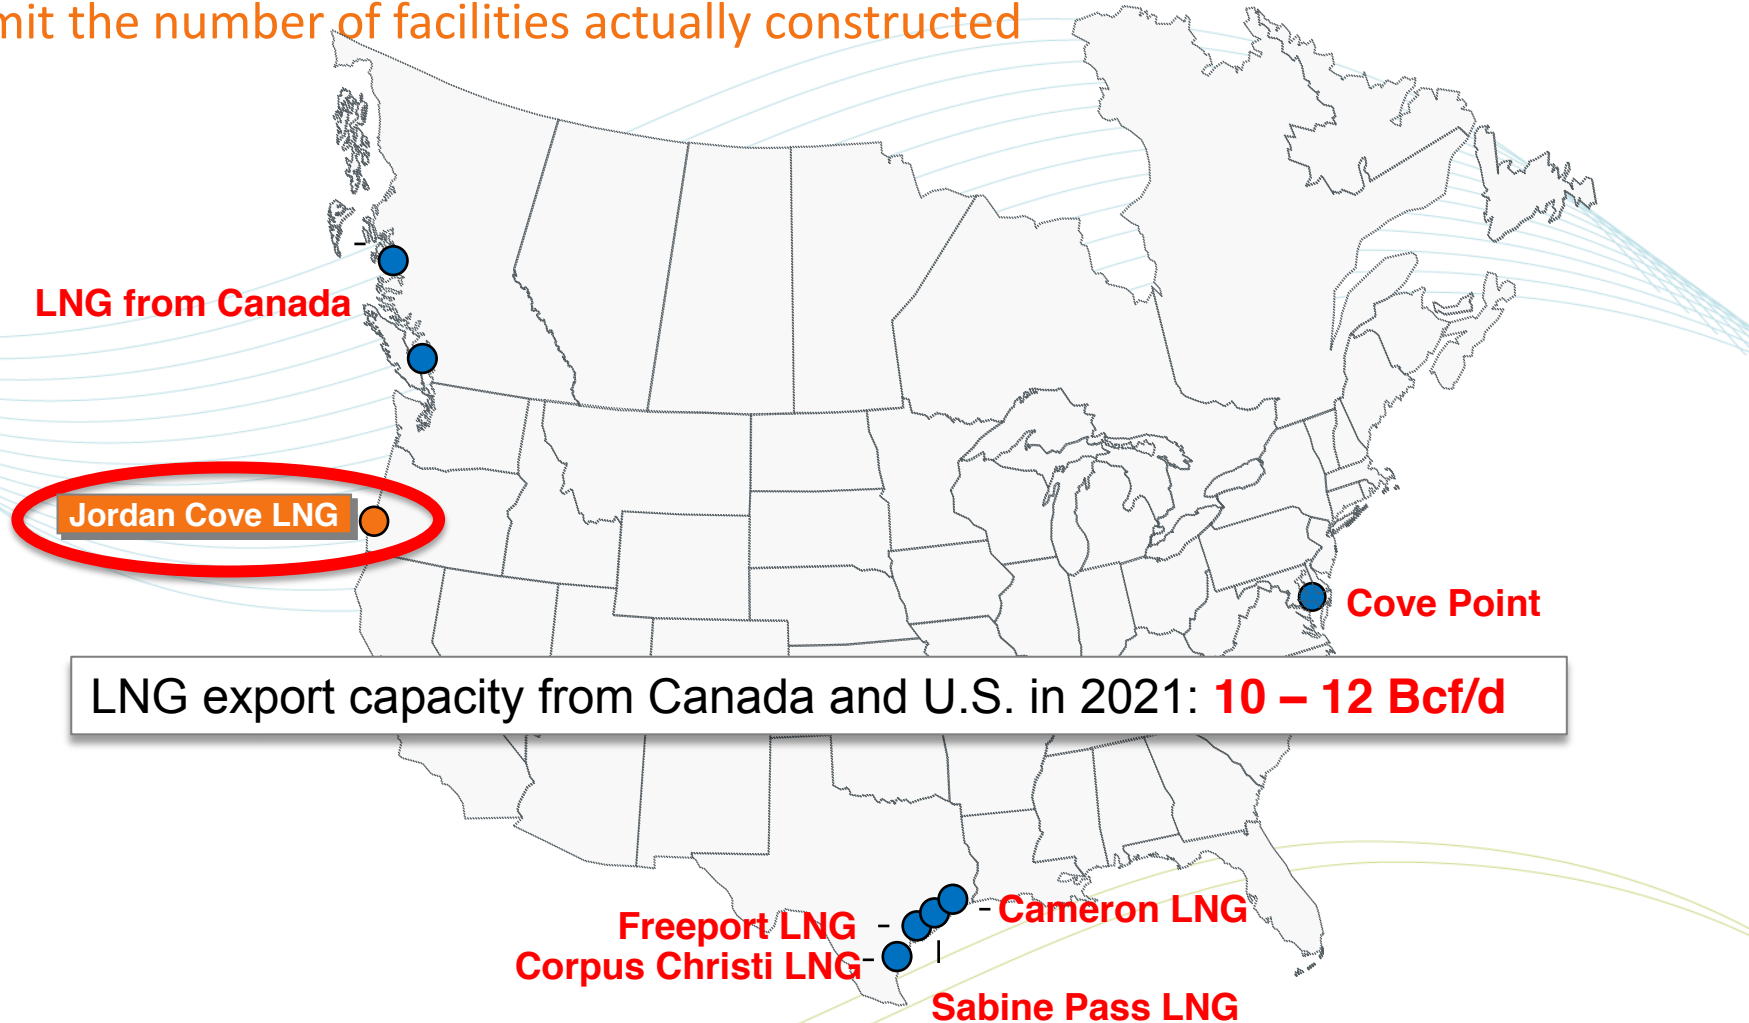 mit the number of facilities actually constructed
LNG from Canada
Jordan Cove LNG
Cove Point
LNG export capacity from Canada and U.S. in 2021: 10 – 12 Bcf/d
Cameron LNG
Freeport LNG
Corpus Christi LNG
Sabine Pass LNG